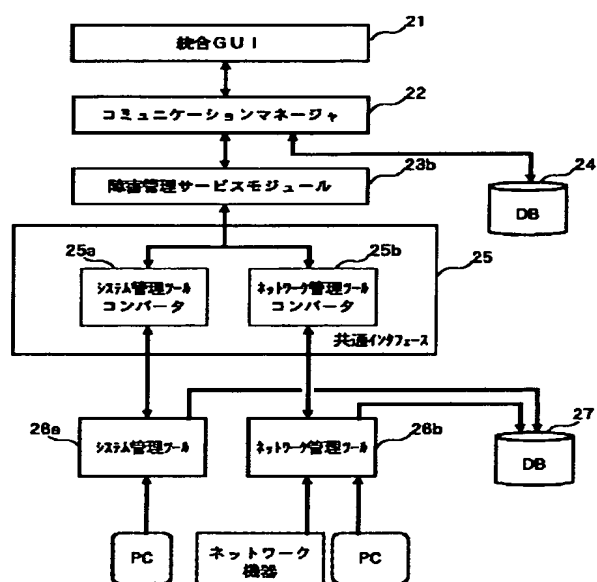 21
統合GUI
22
コミュニケーションマネージャ
23b
障害管理サービスモジュール
24
DB
25
25a
25b
システム管理ツール
コンバータ
ネットワーク管理ツール
コンバータ
共通インタフェース
26a
システム管理ツール
ネットワーク管理ツール
26b
27
DB
PC
ネットワーク
機器
PC